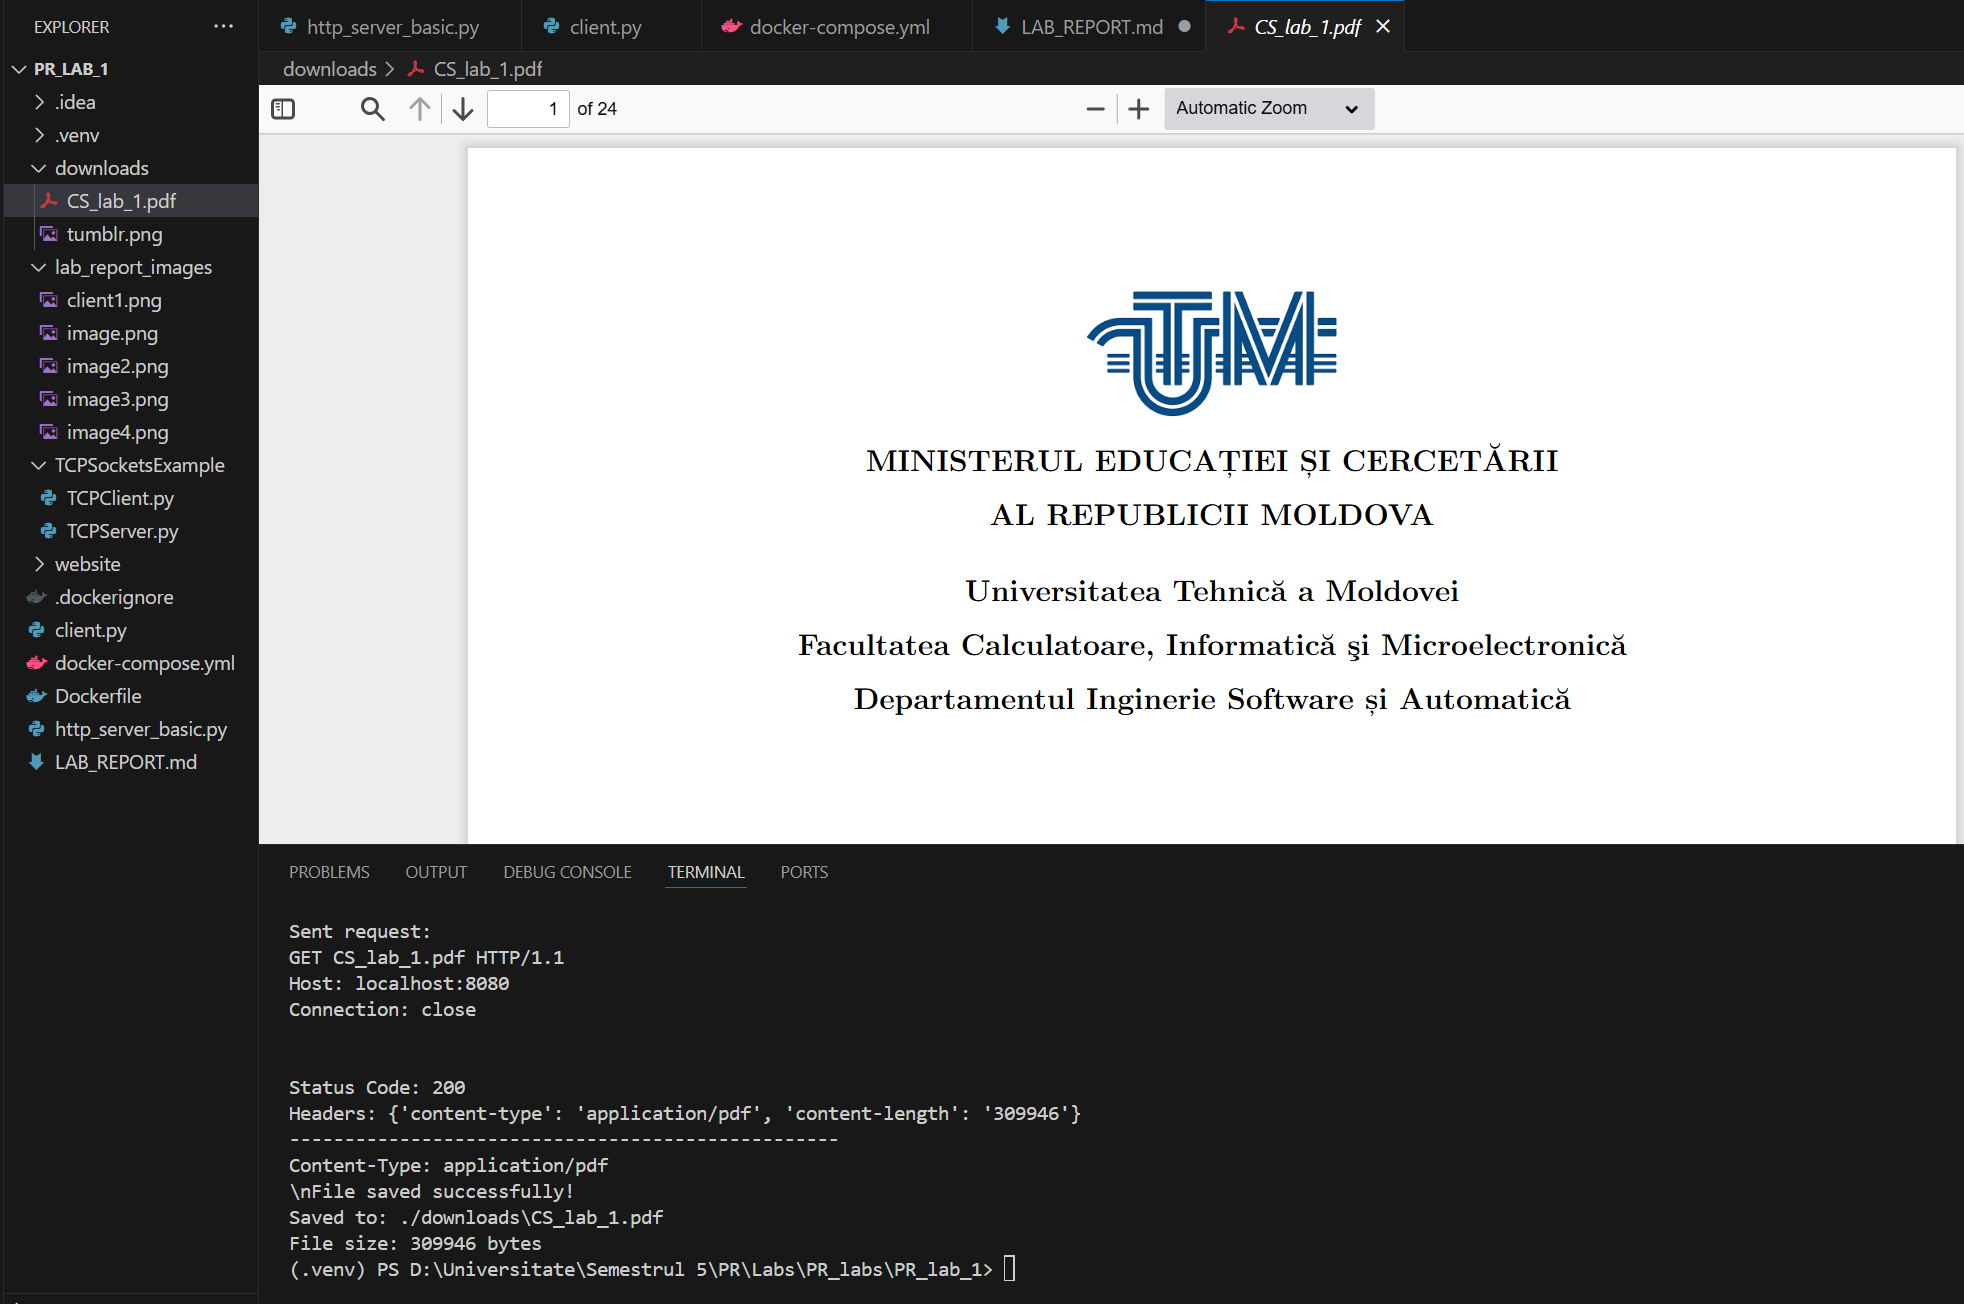 EXPLORER
PR_LAB_1
.idea
.venv
downloads
CS_lab_1.pdf
tumblr.png
lab_report_images
client1.png
image.png
image2.png
image3.png
image4.png
TCPSocketsExample
TCPClient.py
TCPServer.py
website
.dockerignore
client.py
docker-compose.yml
Dockerfile
http_server_basic.py
LAB_REPORT.md
http_server_basic.py client.py docker-compose.yml LAB_REPORT.md CS_lab_1.pdf
downloads > CS_lab_1.pdf
1 of 24 Automatic Zoom
TUM
MINISTERUL EDUCAȚIEI ȘI CERCETĂRII
AL REPUBLICII MOLDOVA
Universitatea Tehnică a Moldovei
Facultatea Calculatoare, Informatică şi Microelectronică
Departamentul Inginerie Software și Automatică
PROBLEMS OUTPUT DEBUG CONSOLE TERMINAL PORTS
Sent request:
GET CS_lab_1.pdf HTTP/1.1
Host: localhost:8080
Connection: close
Status Code: 200
Headers: {'content-type': 'application/pdf', 'content-length': '309946'}
--------------------------------------------------
Content-Type: application/pdf
\nFile saved successfully!
Saved to: ./downloads\CS_lab_1.pdf
File size: 309946 bytes
(.venv) PS D:\Universitate\Semestrul 5\PR\Labs\PR_labs\PR_lab_1>